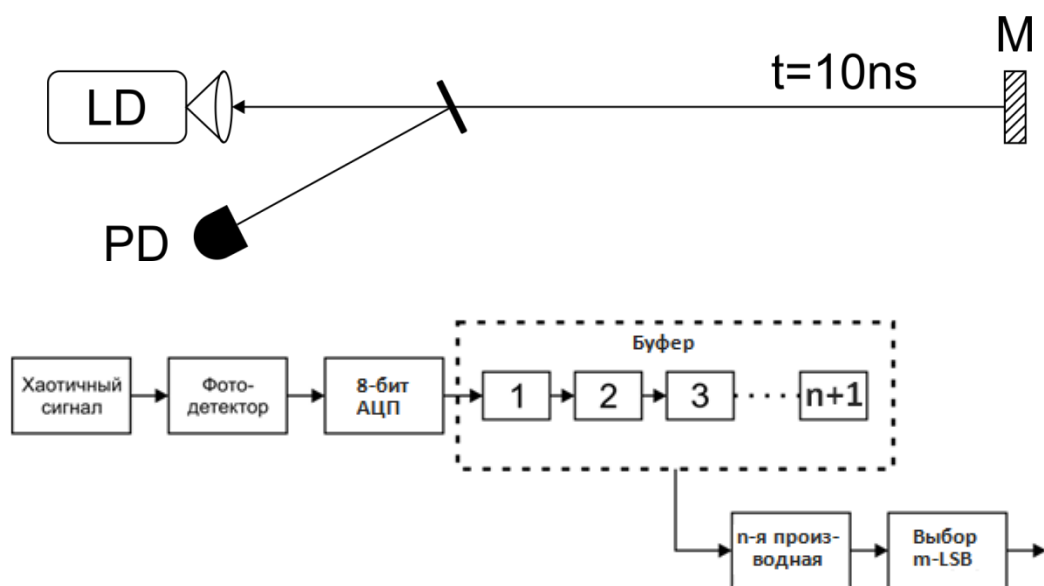 M
t=10ns
LD
PD
Буфер
Хаотичный
сигнал
Фото-
детектор
8-бит
АЦП
1
2
3
n+1
n-я произ-
водная
Выбор
m-LSB